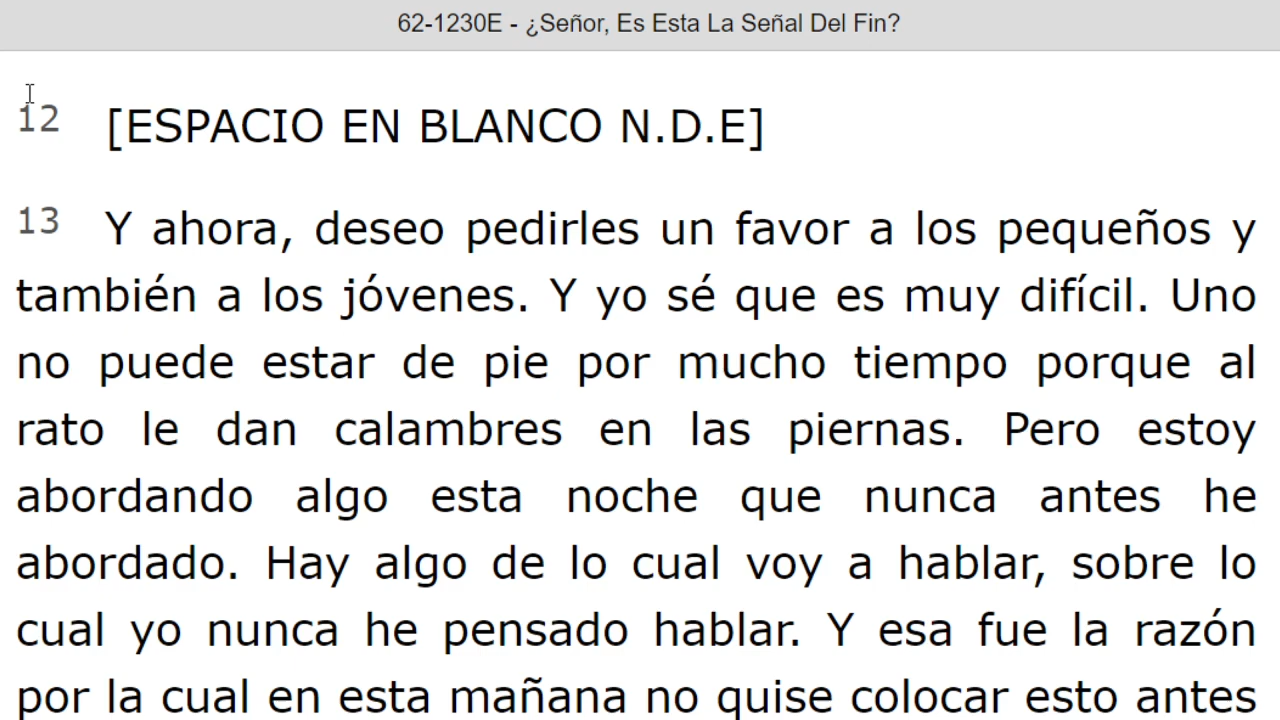 62-1230E - ¿Señor, Es Esta La Señal Del Fin?
12 [ESPACIO EN BLANCO N.D.E]
13 Y ahora, deseo pedirles un favor a los pequeños y
también a los jóvenes. Y yo sé que es muy difícil. Uno
no puede estar de pie por mucho tiempo porque al
rato le dan calambres en las piernas. Pero estoy
abordando algo esta noche que nunca antes he
abordado. Hay algo de lo cual voy a hablar, sobre lo
cual yo nunca he pensado hablar. Y esa fue la razón
por la cual en esta mañana no quise colocar esto antes